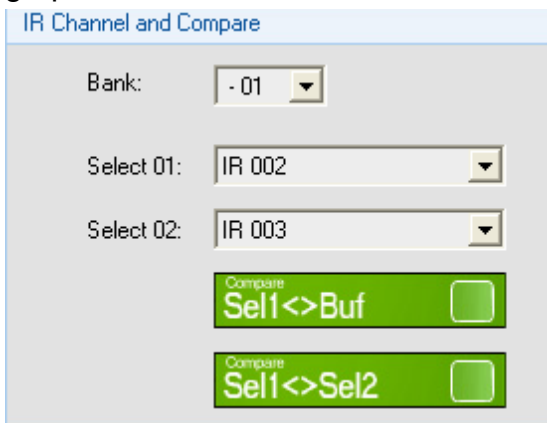 IR Channel and Compare
Bank: - 01
Select 01: IR 002
Select 02: IR 003
Compare
Sel1<>Buf
Compare
Sel1<>Sel2